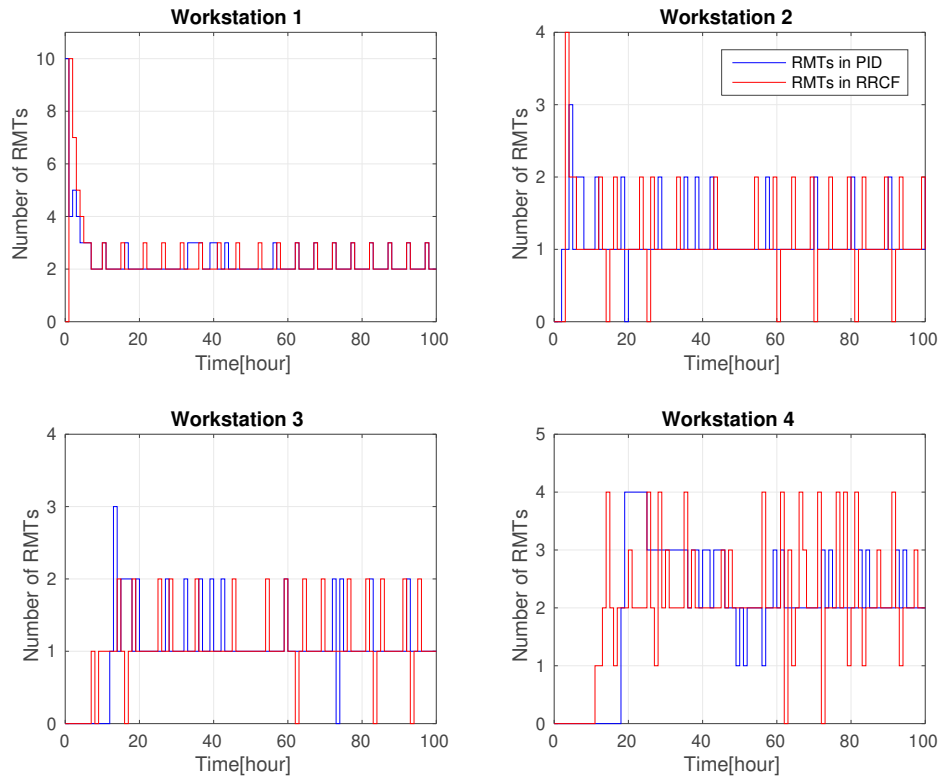 Workstation 1
Number of RMTs
10
8
6
4
2
0
0 20 40 60 80 100
Time[hour]
Workstation 2
RMTs in PID
RMTs in RRCF
Number of RMTs
4
3
2
1
0
0 20 40 60 80 100
Time[hour]
Workstation 3
Number of RMTs
4
3
2
1
0
0 20 40 60 80 100
Time[hour]
Workstation 4
Number of RMTs
5
4
3
2
1
0
0 20 40 60 80 100
Time[hour]